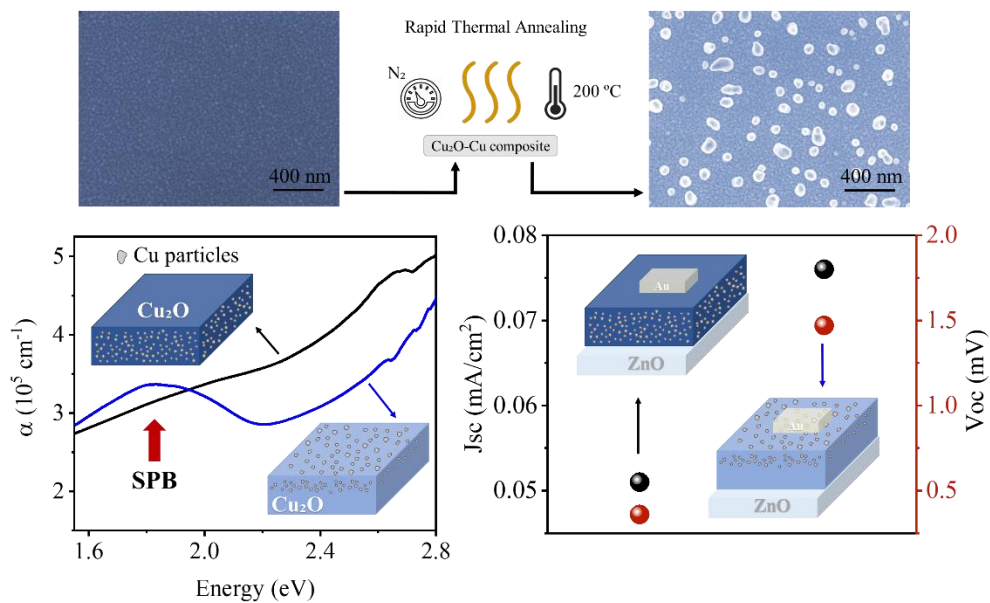 Rapid Thermal Annealing
N₂
200 ºC
Cu₂O-Cu composite
400 nm
400 nm
5
4
3
2
α (10⁵ cm⁻¹)
Cu particles
Cu₂O
SPB
Cu₂O
1.6
2.0
2.4
2.8
Energy (eV)
0.08
0.07
0.06
0.05
Jsc (mA/cm²)
Au
ZnO
Au
ZnO
2.0
1.5
1.0
0.5
Voc (mV)